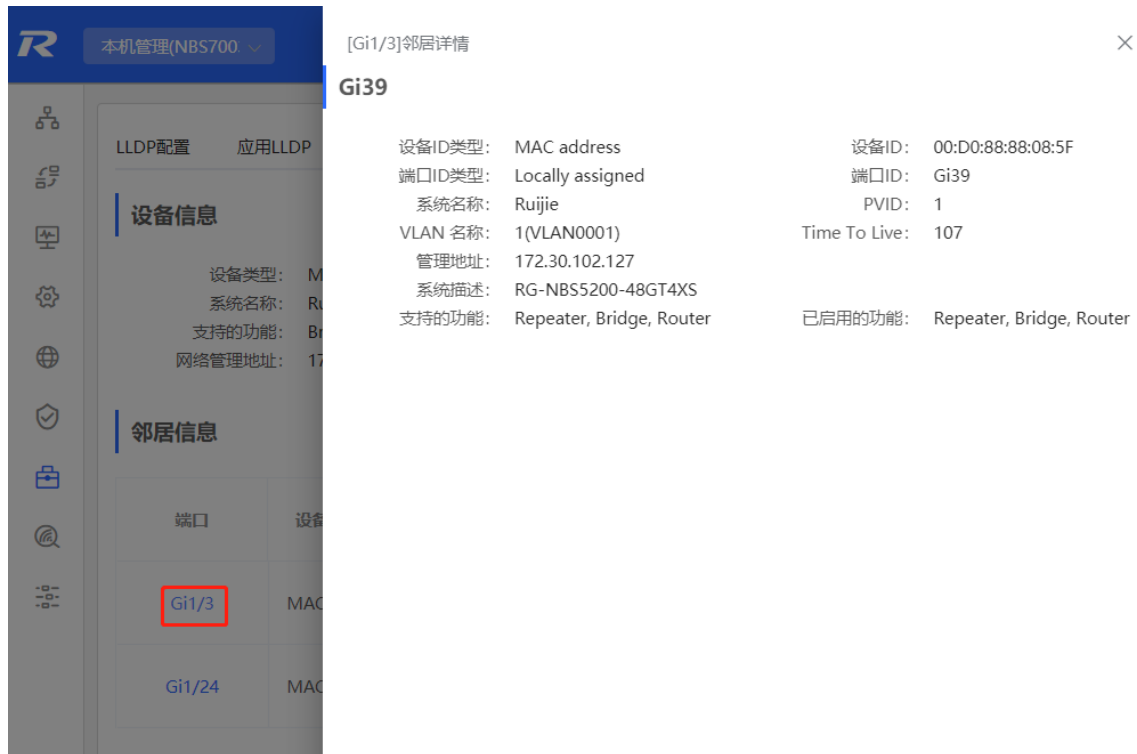 本机管理(NBS700.
[Gi1/3]邻居详情
Gi39
设备ID类型: MAC address 设备ID: 00:D0:88:88:08:5F
端口ID类型: Locally assigned 端口ID: Gi39
系统名称: Ruijie PVID: 1
VLAN 名称: 1(VLAN0001) Time To Live: 107
管理地址: 172.30.102.127
系统描述: RG-NBS5200-48GT4XS
支持的功能: Repeater, Bridge, Router 已启用的功能: Repeater, Bridge, Router
LLDP配置 应用LLDP
设备信息
设备类型: M
系统名称: Ru
支持的功能: Br
网络管理地址: 17
邻居信息
端口 设备
Gi1/3 MAC
Gi1/24 MAC